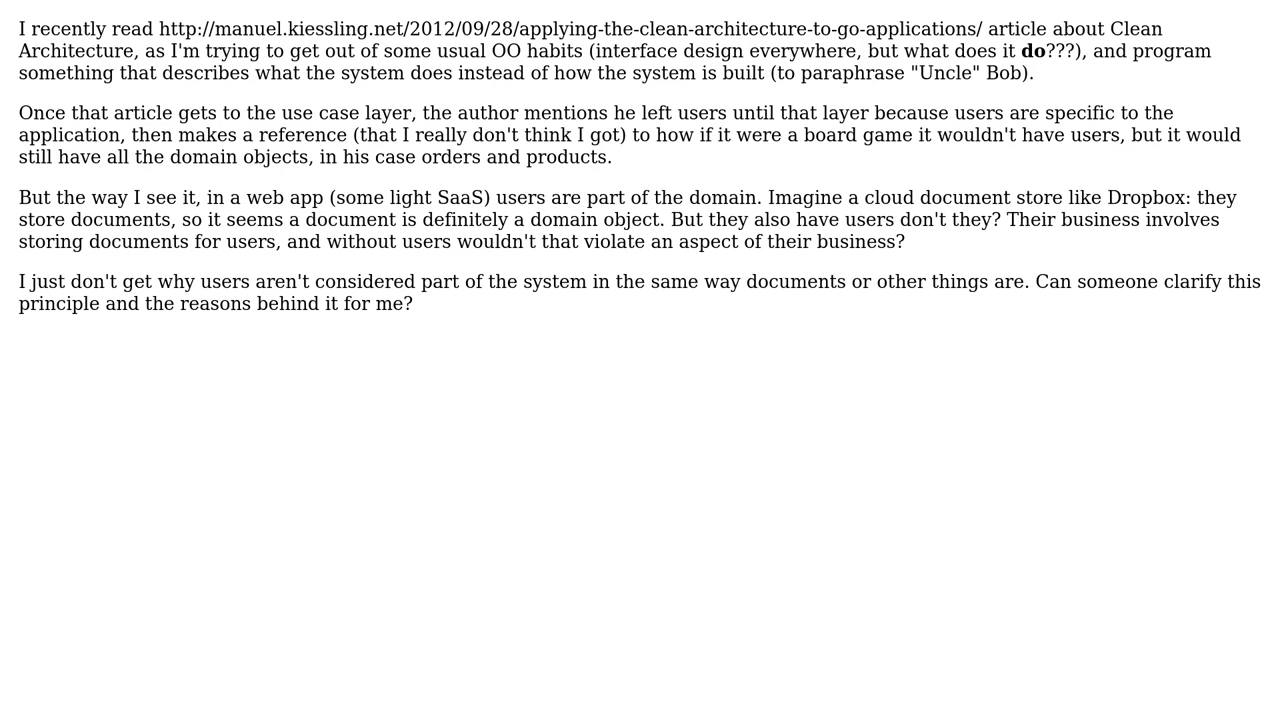 I recently read http://manuel.kiessling.net/2012/09/28/applying-the-clean-architecture-to-go-applications/ article about Clean
Architecture, as I'm trying to get out of some usual OO habits (interface design everywhere, but what does it do???), and program
something that describes what the system does instead of how the system is built (to paraphrase "Uncle" Bob).
Once that article gets to the use case layer, the author mentions he left users until that layer because users are specific to the
application, then makes a reference (that I really don't think I got) to how if it were a board game it wouldn't have users, but it would
still have all the domain objects, in his case orders and products.
But the way I see it, in a web app (some light SaaS) users are part of the domain. Imagine a cloud document store like Dropbox: they
store documents, so it seems a document is definitely a domain object. But they also have users don't they? Their business involves
storing documents for users, and without users wouldn't that violate an aspect of their business?
I just don't get why users aren't considered part of the system in the same way documents or other things are. Can someone clarify this
principle and the reasons behind it for me?